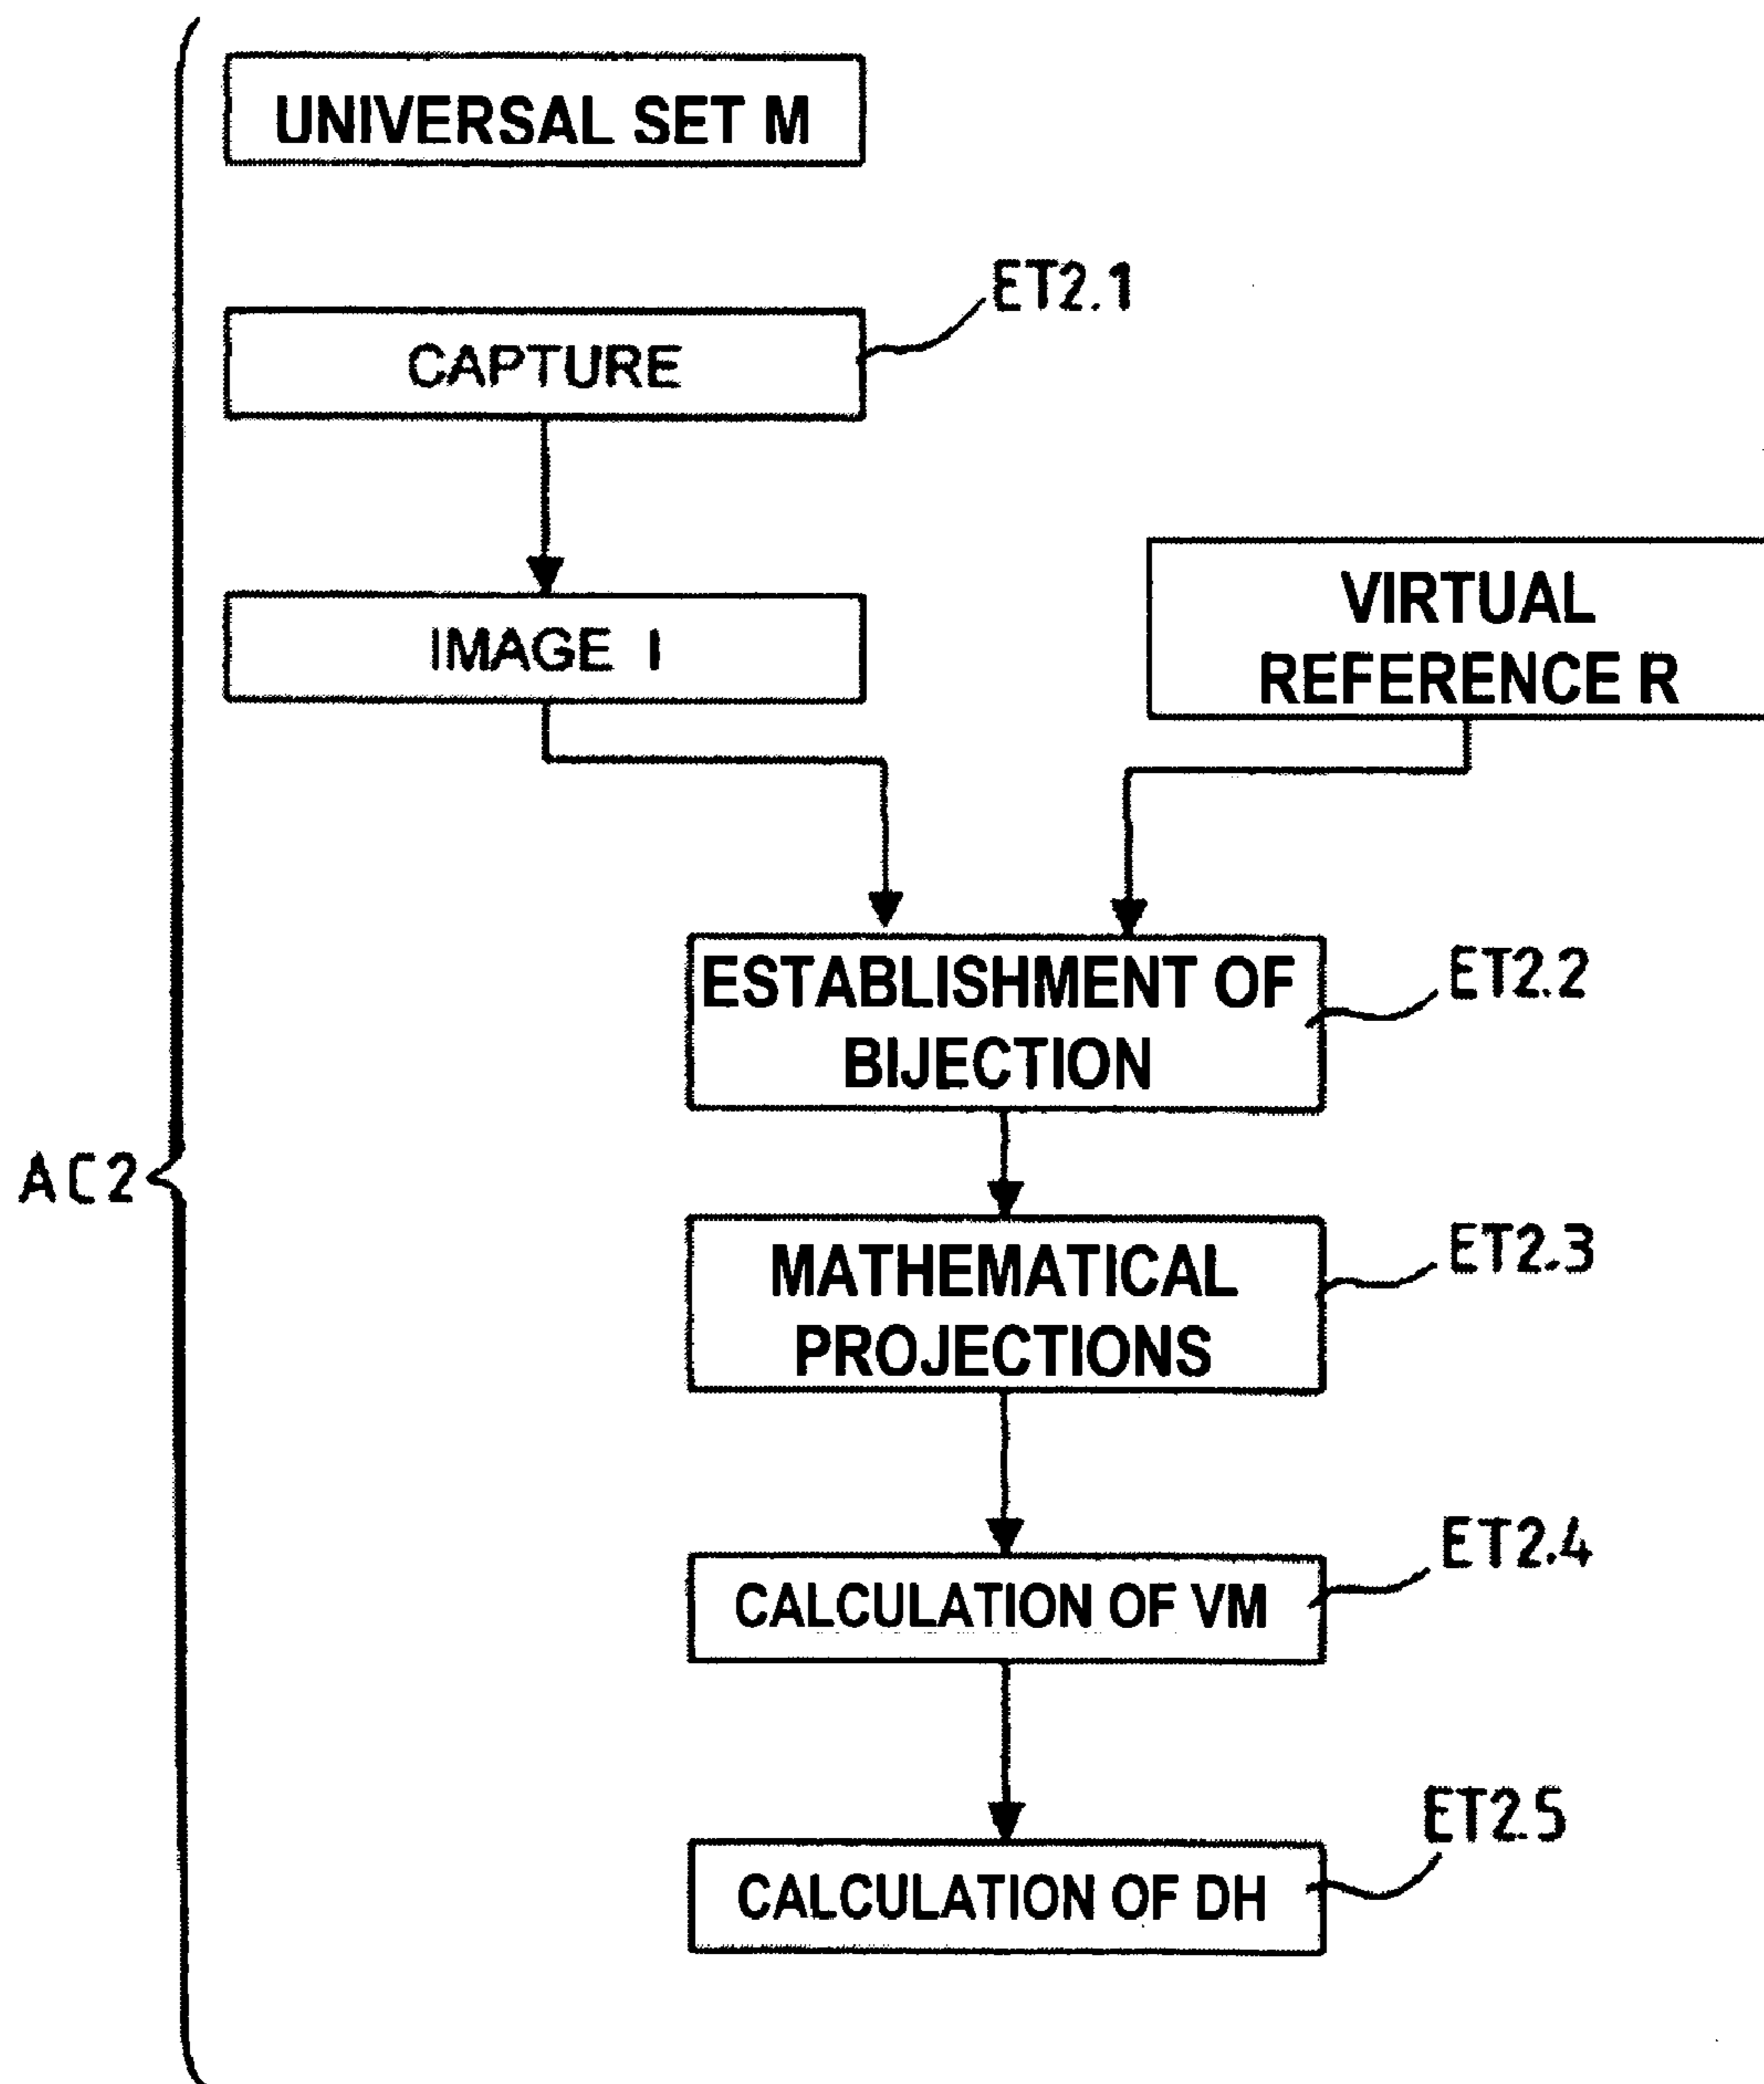 UNIVERSAL SET M
ET2.1
CAPTURE
IMAGE I
VIRTUAL
REFERENCE R
ESTABLISHMENT OF
BIJECTION
ET2.2
AC2
MATHEMATICAL
PROJECTIONS
ET2.3
CALCULATION OF VM
ET2.4
CALCULATION OF DH
ET2.5